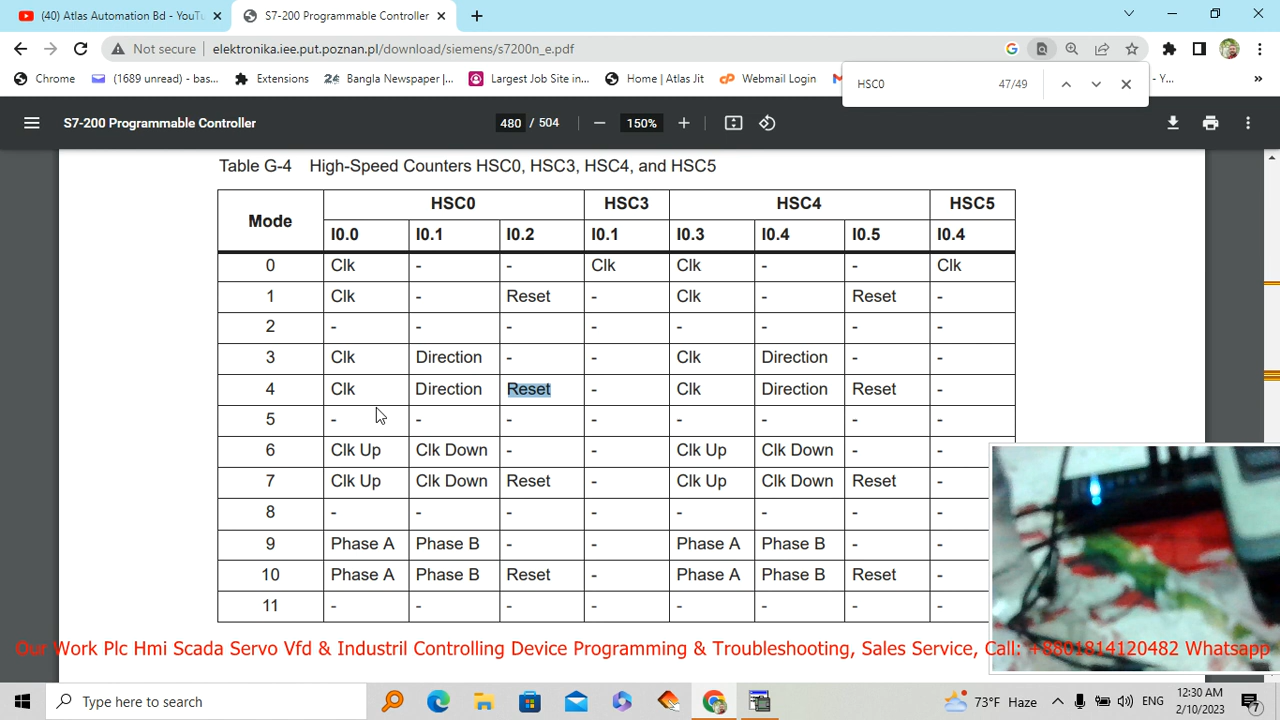 (40) Atlas Automation Bd - YouTu
S7-200 Programmable Controller
Not secure
elektronika.iee.put.poznan.pl/download/siemens/s7200n_e.pdf
Chrome
(1689 unread) - bas...
Extensions
Bangla Newspaper |...
Largest Job Site in...
Home | Atlas Jit
Webmail Login
- Y...
»
HSC0
47/49
S7-200 Programmable Controller
480 / 504
150%
Table G-4 High-Speed Counters HSC0, HSC3, HSC4, and HSC5
Mode HSC0 HSC3 HSC4 HSC5
I0.0 I0.1 I0.2 I0.1 I0.3 I0.4 I0.5 I0.4
0 Clk - - Clk Clk - - Clk
1 Clk - Reset - Clk - Reset -
2 - - - - - - - -
3 Clk Direction - - Clk Direction - -
4 Clk Direction Reset - Clk Direction Reset -
5 - - - - - - - -
6 Clk Up Clk Down - - Clk Up Clk Down - -
7 Clk Up Clk Down Reset - Clk Up Clk Down Reset -
8 - - - - - - - -
9 Phase A Phase B - - Phase A Phase B - -
10 Phase A Phase B Reset - Phase A Phase B Reset -
11 - - - - - - - -
Our Work Plc Hmi Scada Servo Vfd & Industril Controlling Device Programming & Troubleshooting, Sales Service, Call: +8801814120482 Whatsapp
Type here to search
73°F Haze
ENG
12:30 AM
2/10/2023
7